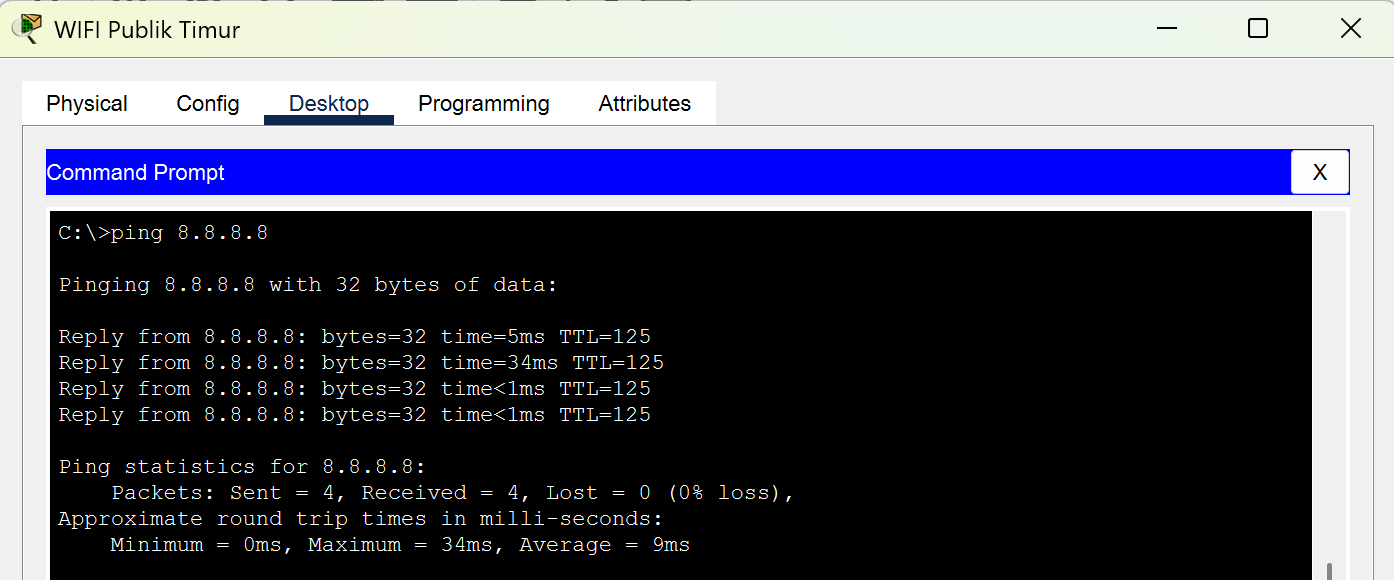 WIFI Publik Timur
Physical Config Desktop Programming Attributes
Command Prompt X
C:\>ping 8.8.8.8
Pinging 8.8.8.8 with 32 bytes of data:
Reply from 8.8.8.8: bytes=32 time=5ms TTL=125
Reply from 8.8.8.8: bytes=32 time=34ms TTL=125
Reply from 8.8.8.8: bytes=32 time<1ms TTL=125
Reply from 8.8.8.8: bytes=32 time<1ms TTL=125
Ping statistics for 8.8.8.8:
Packets: Sent = 4, Received = 4, Lost = 0 (0% loss),
Approximate round trip times in milli-seconds:
Minimum = 0ms, Maximum = 34ms, Average = 9ms